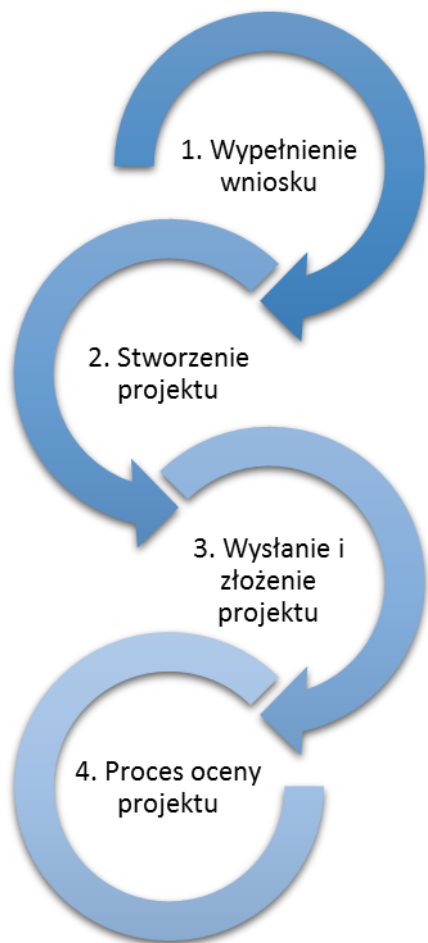 1. Wypełnienie
wniosku
2. Stworzenie
projektu
3. Wysłanie i
złożenie
projektu
4. Proces oceny
projektu